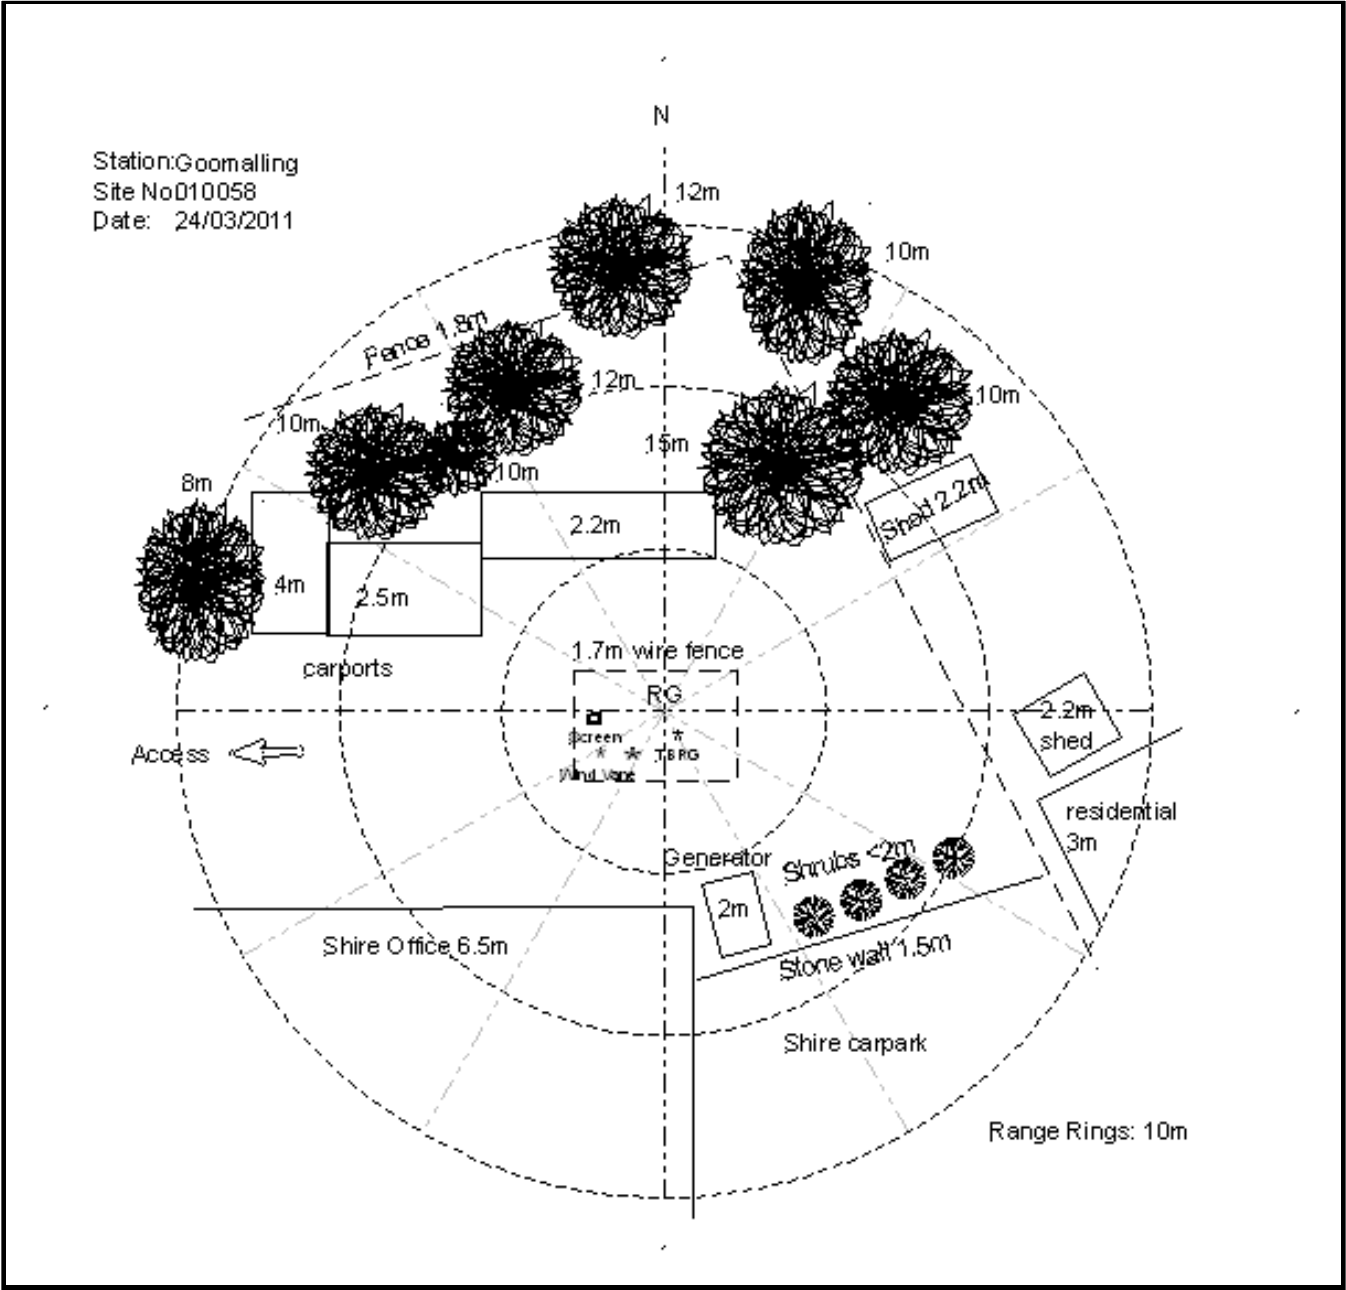 N
Station:Goomalling
Site No010058
Date: 24/03/2011
12m
10m
Fence 1.8m
12m
10m
10m
15m
10m
8m
Shed 2.2m
2.2m
4m
2.5m
1.7m wire fence
carports
RG
2.2m
shed
Screen
Access
TBRG
Wind Vane
residential
3m
Generator
Shrubs <2m
2m
Shire Office 6.5m
Stone wall 1.5m
Shire carpark
Range Rings: 10m